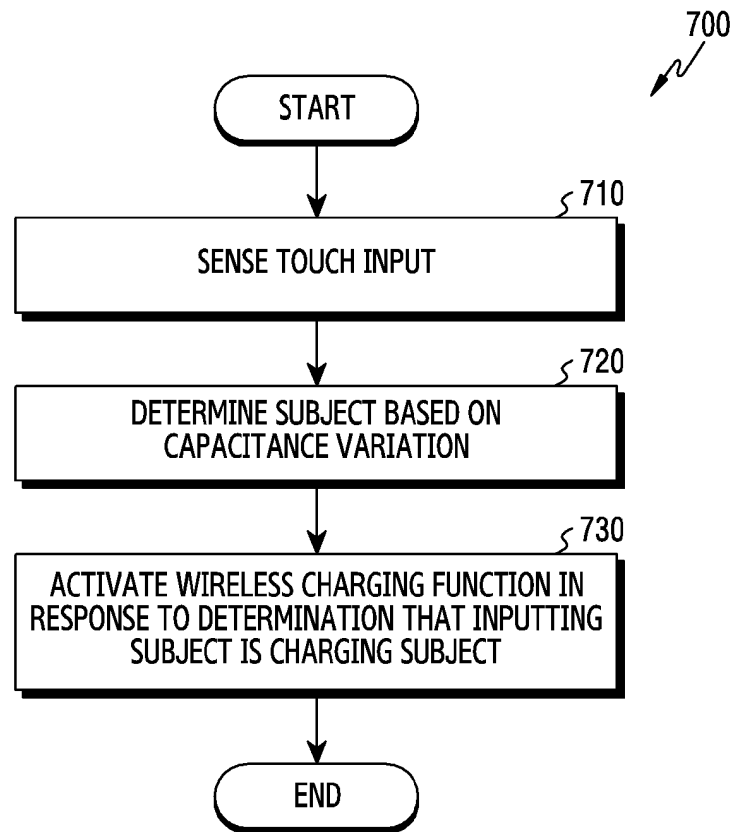 700
START
710
SENSE TOUCH INPUT
720
DETERMINE SUBJECT BASED ON
CAPACITANCE VARIATION
730
ACTIVATE WIRELESS CHARGING FUNCTION IN
RESPONSE TO DETERMINATION THAT INPUTTING
SUBJECT IS CHARGING SUBJECT
END